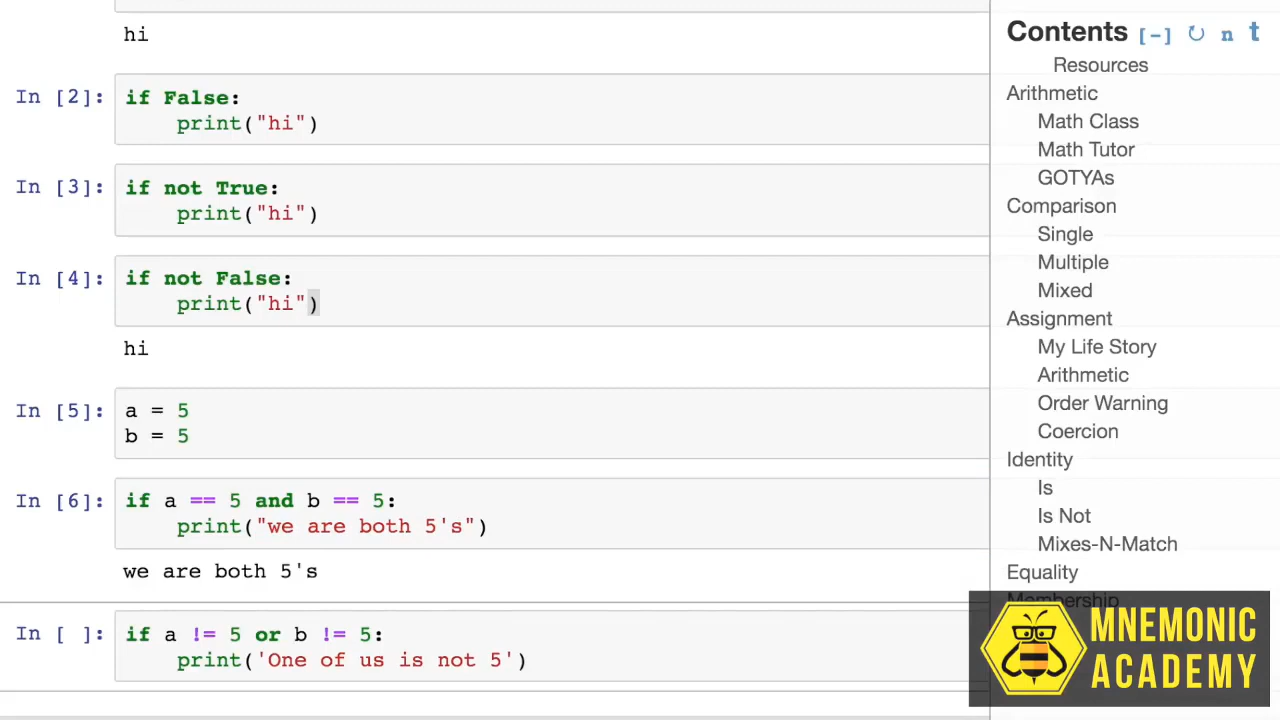 hi
In [2]:
if False:
    print("hi")
In [3]:
if not True:
    print("hi")
In [4]:
if not False:
    print("hi")
hi
In [5]:
a = 5
b = 5
In [6]:
if a == 5 and b == 5:
    print("we are both 5's")
we are both 5's
In [ ]:
if a != 5 or b != 5:
    print('One of us is not 5')
Contents [-] ↻ n t
Resources
Arithmetic
Math Class
Math Tutor
GOTYAs
Comparison
Single
Multiple
Mixed
Assignment
My Life Story
Arithmetic
Order Warning
Coercion
Identity
Is
Is Not
Mixes-N-Match
Equality
Membership
MNEMONIC
ACADEMY